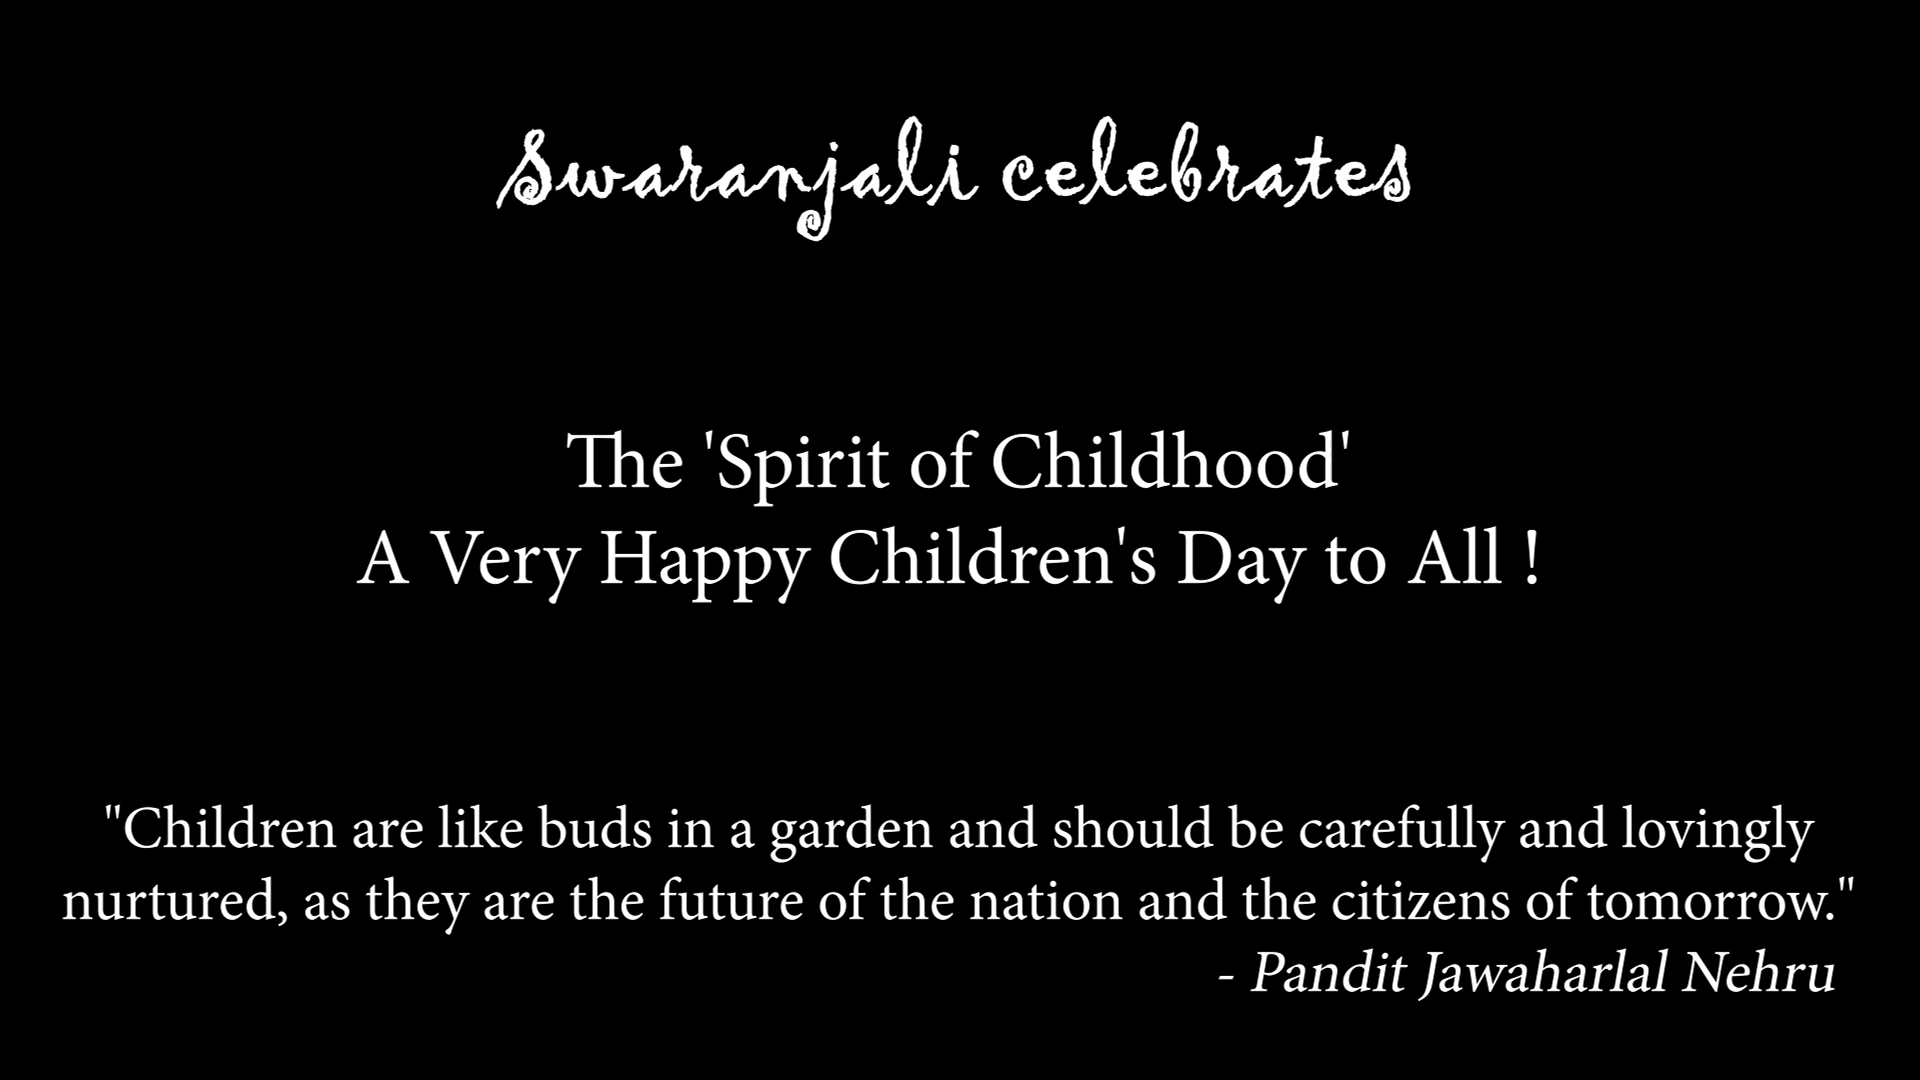 Swaranjali celebrates
The 'Spirit of Childhood'
A Very Happy Children's Day to All !
"Children are like buds in a garden and should be carefully and lovingly
nurtured, as they are the future of the nation and the citizens of tomorrow."
- Pandit Jawaharlal Nehru